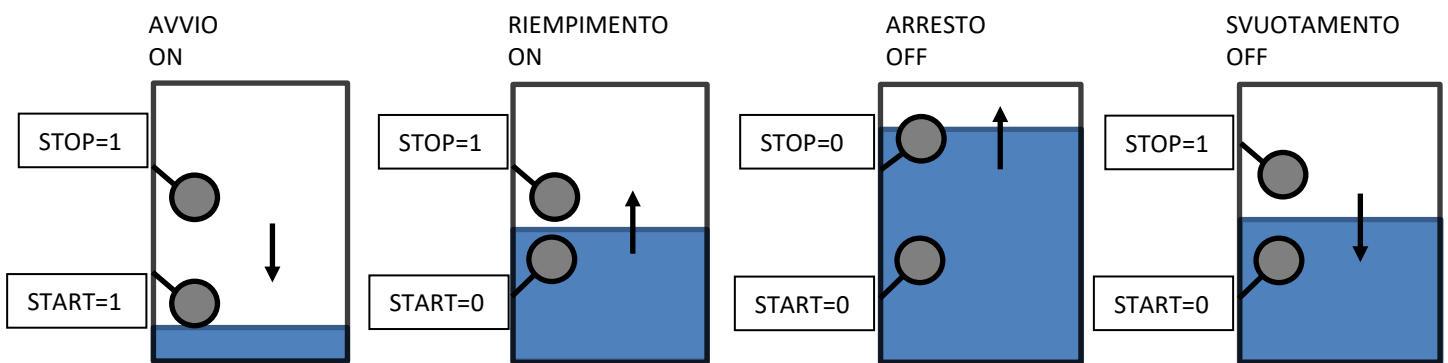 AVVIO
ON
STOP=1
START=1
RIEMPIMENTO
ON
STOP=1
START=0
ARRESTO
OFF
STOP=0
START=0
SVUOTAMENTO
OFF
STOP=1
START=0